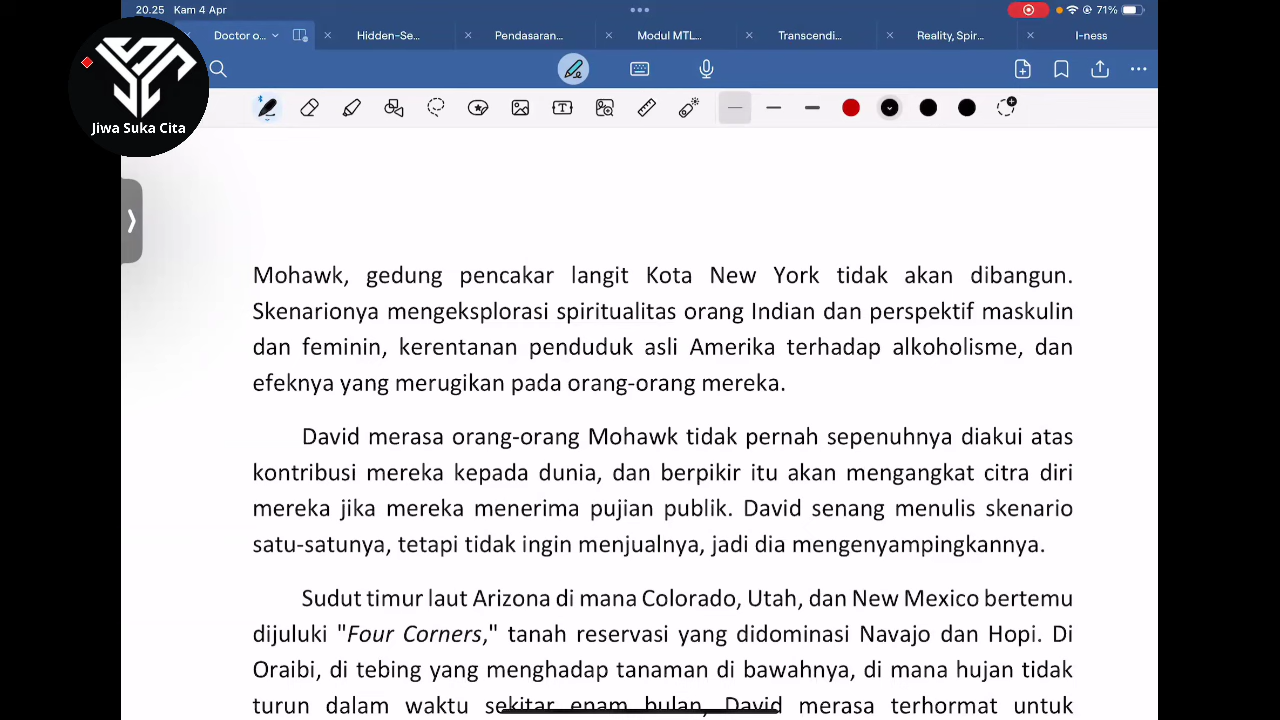 20.25 Kam 4 Apr
71%
Doctor o...
Hidden-Se...
Pendasaran...
Modul MTL...
Transcendi...
Reality, Spir...
I-ness
Jiwa Suka Cita
Mohawk, gedung pencakar langit Kota New York tidak akan dibangun.
Skenarionya mengeksplorasi spiritualitas orang Indian dan perspektif maskulin
dan feminin, kerentanan penduduk asli Amerika terhadap alkoholisme, dan
efeknya yang merugikan pada orang-orang mereka.
David merasa orang-orang Mohawk tidak pernah sepenuhnya diakui atas
kontribusi mereka kepada dunia, dan berpikir itu akan mengangkat citra diri
mereka jika mereka menerima pujian publik. David senang menulis skenario
satu-satunya, tetapi tidak ingin menjualnya, jadi dia mengenyampingkannya.
Sudut timur laut Arizona di mana Colorado, Utah, dan New Mexico bertemu
dijuluki "Four Corners," tanah reservasi yang didominasi Navajo dan Hopi. Di
Oraibi, di tebing yang menghadap tanaman di bawahnya, di mana hujan tidak
turun dalam waktu sekitar enam bulan, David merasa terhormat untuk